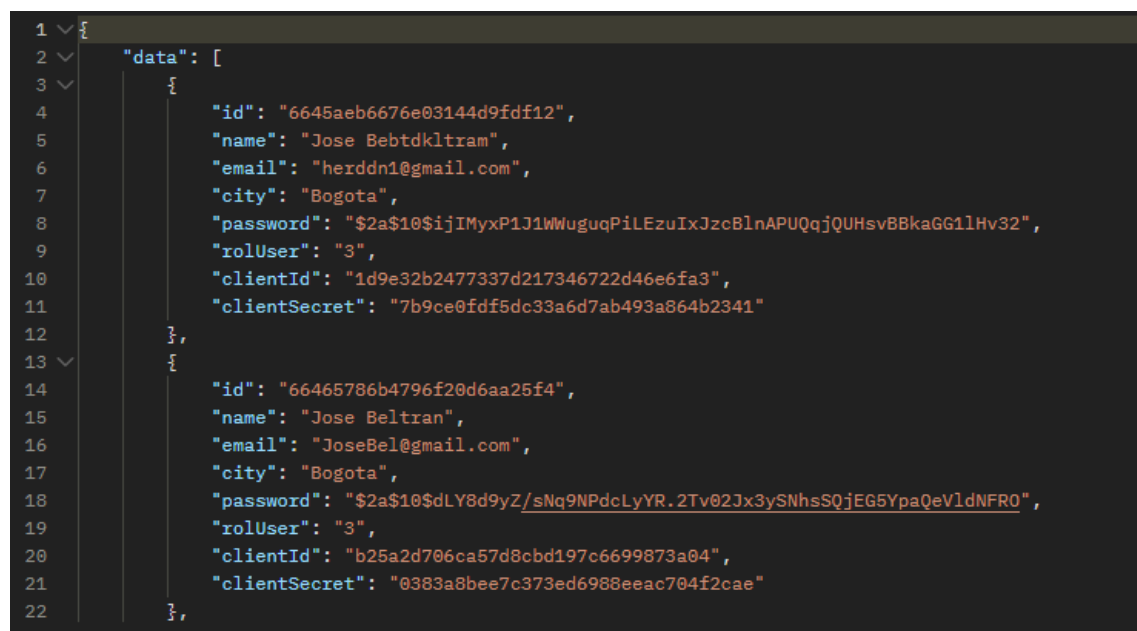 1 {
2 "data": [
3 {
4 "id": "6645aeb6676e03144d9fdf12",
5 "name": "Jose Bebtdkltram",
6 "email": "herddn1@gmail.com",
7 "city": "Bogota",
8 "password": "$2a$10$ijIMyxP1J1WWuguqPiLEzuIxJzcBlnAPUQqjQUHsvBBkaGG1lHv32",
9 "rolUser": "3",
10 "clientId": "1d9e32b2477337d217346722d46e6fa3",
11 "clientSecret": "7b9ce0fdf5dc33a6d7ab493a864b2341"
12 },
13 {
14 "id": "66465786b4796f20d6aa25f4",
15 "name": "Jose Beltran",
16 "email": "JoseBel@gmail.com",
17 "city": "Bogota",
18 "password": "$2a$10$dLY8d9yZ/sNq9NPdcLyYR.2Tv02Jx3ySNhsSQjEG5YpaQeVldNFRO",
19 "rolUser": "3",
20 "clientId": "b25a2d706ca57d8cbd197c6699873a04",
21 "clientSecret": "0383a8bee7c373ed6988eeac704f2cae"
22 },